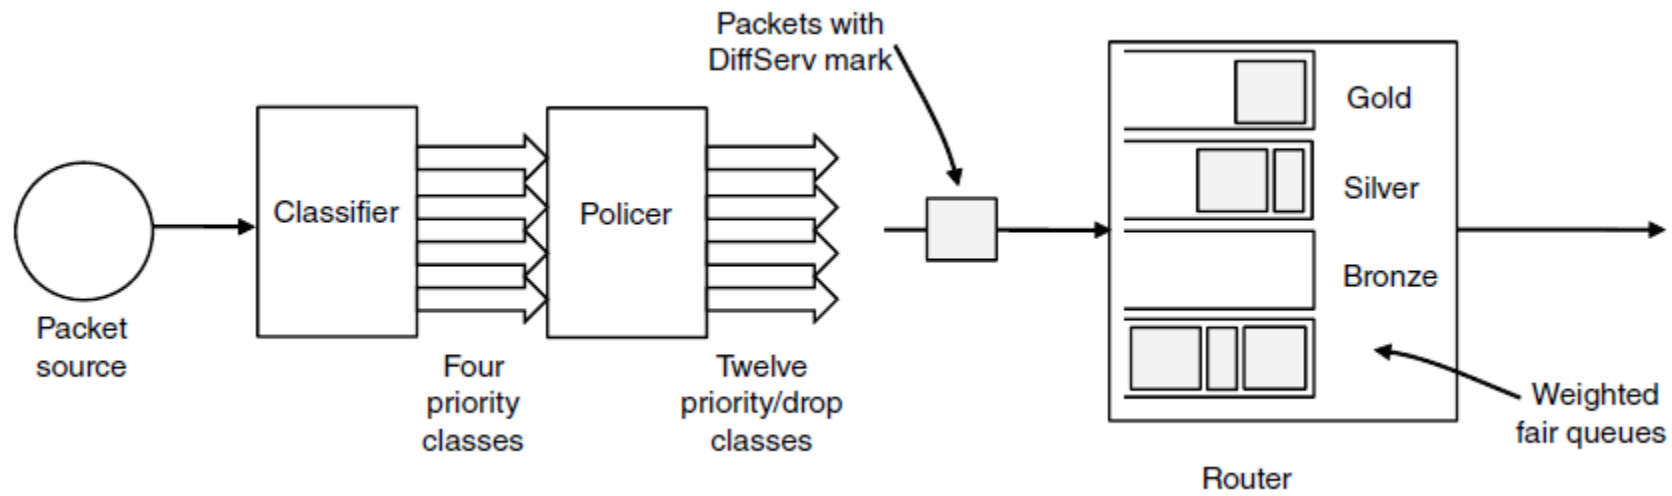 Packets with
DiffServ mark
Gold
Silver
Bronze
Classifier
Policer
Packet
source
Four
priority
classes
Twelve
priority/drop
classes
Weighted
fair queues
Router